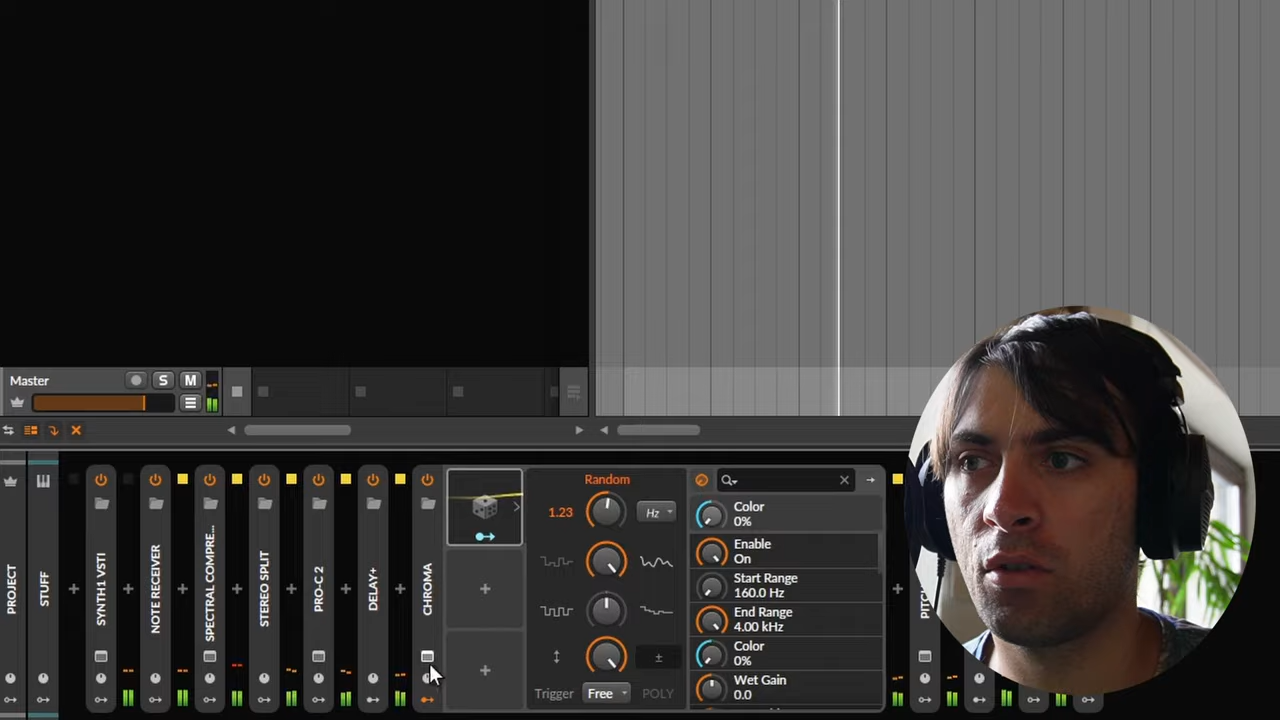 Master
S
M
PROJECT
STUFF
SYNTH1 VSTI
NOTE RECEIVER
SPECTRAL COMPRE...
STEREO SPLIT
PRO-C 2
DELAY+
CHROMA
Random
1.23
Hz
±
Trigger
Free
POLY
Color
0%
Enable
On
Start Range
160.0 Hz
End Range
4.00 kHz
Color
0%
Wet Gain
0.0